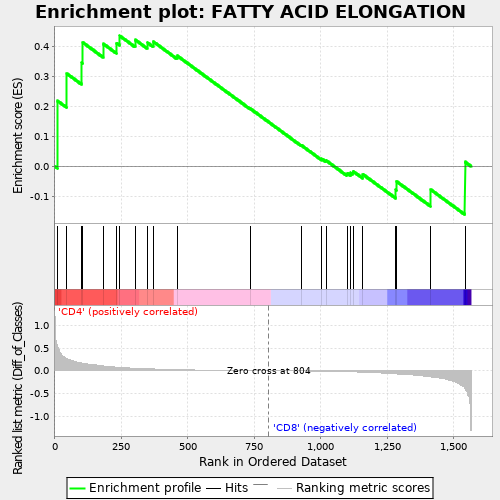 Enrichment plot: FATTY ACID ELONGATION
Enrichment score (ES)
0.4
0.3
0.2
0.1
0.0
-0.1
'CD4' (positively correlated)
Ranked list metric (Diff_of_Classes)
1.0
0.5
0.0
-0.5
-1.0
Zero cross at 804
'CD8' (negatively correlated)
0 250 500 750 1,000 1,250 1,500
Rank in Ordered Dataset
Enrichment profile Hits Ranking metric scores